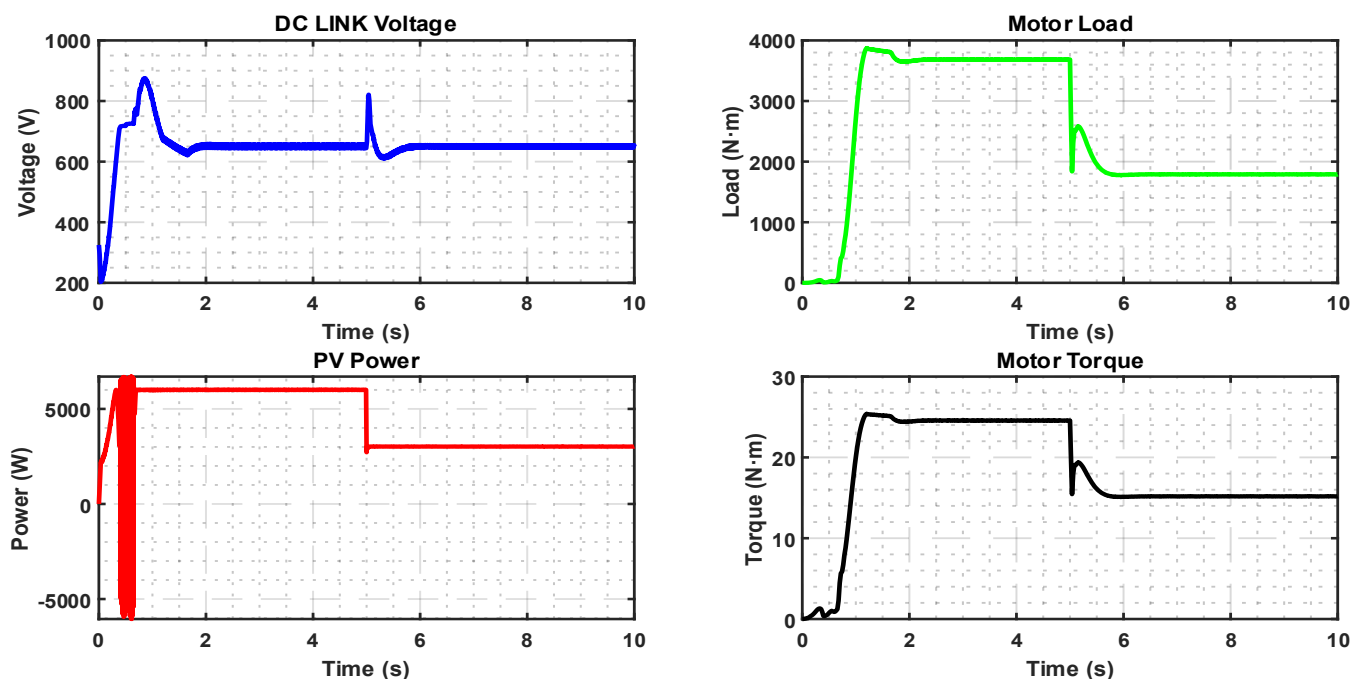 DC LINK Voltage
1000
800
600
400
200
Voltage (V)
0 2 4 6 8 10
Time (s)
Motor Load
4000
3000
2000
1000
0
Load (N·m)
0 2 4 6 8 10
Time (s)
PV Power
5000
0
-5000
Power (W)
0 2 4 6 8 10
Time (s)
Motor Torque
30
20
10
0
Torque (N·m)
0 2 4 6 8 10
Time (s)